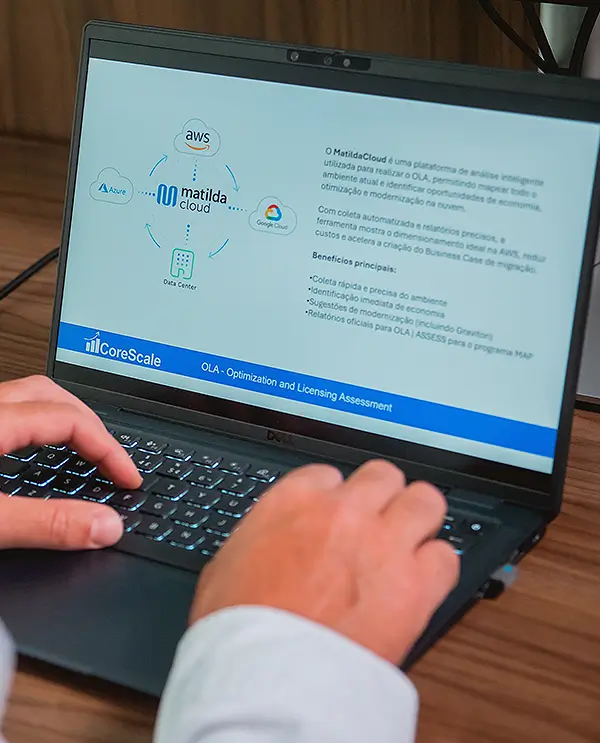 aws
Azure
matilda
cloud
Google Cloud
Data Center
O MatildaCloud é uma plataforma de análise inteligente
utilizada para realizar o OLA, permitindo mapear todo o
ambiente atual e identificar oportunidades de economia,
otimização e modernização na nuvem.
Com coleta automatizada e relatórios precisos, a
ferramenta mostra o dimensionamento ideal na AWS, reduz
custos e acelera a criação do Business Case de migração.
Benefícios principais:
•Coleta rápida e precisa do ambiente
•Identificação imediata de economia
•Sugestões de modernização (incluindo Graviton)
•Relatórios oficiais para OLA | ASSESS para o programa MAP
CoreScale
OLA - Optimization and Licensing Assessment
DELL